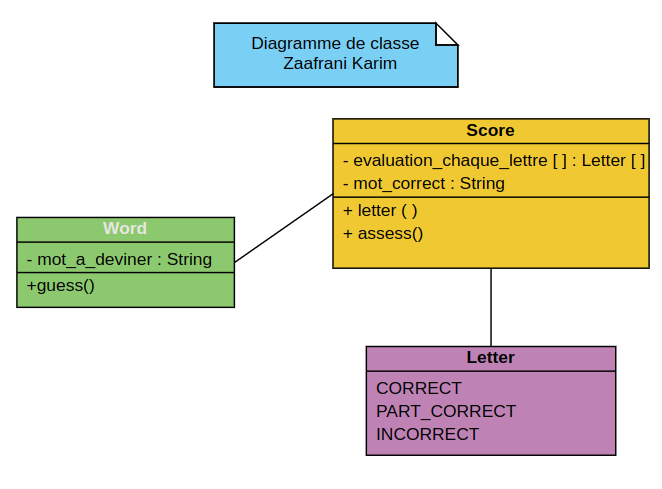 Diagramme de classe
Zaafrani Karim
Score
- evaluation_chaque_lettre [ ] : Letter [ ]
- mot_correct : String
+ letter ( )
+ assess()
Word
- mot_a_deviner : String
+guess()
Letter
CORRECT
PART_CORRECT
INCORRECT